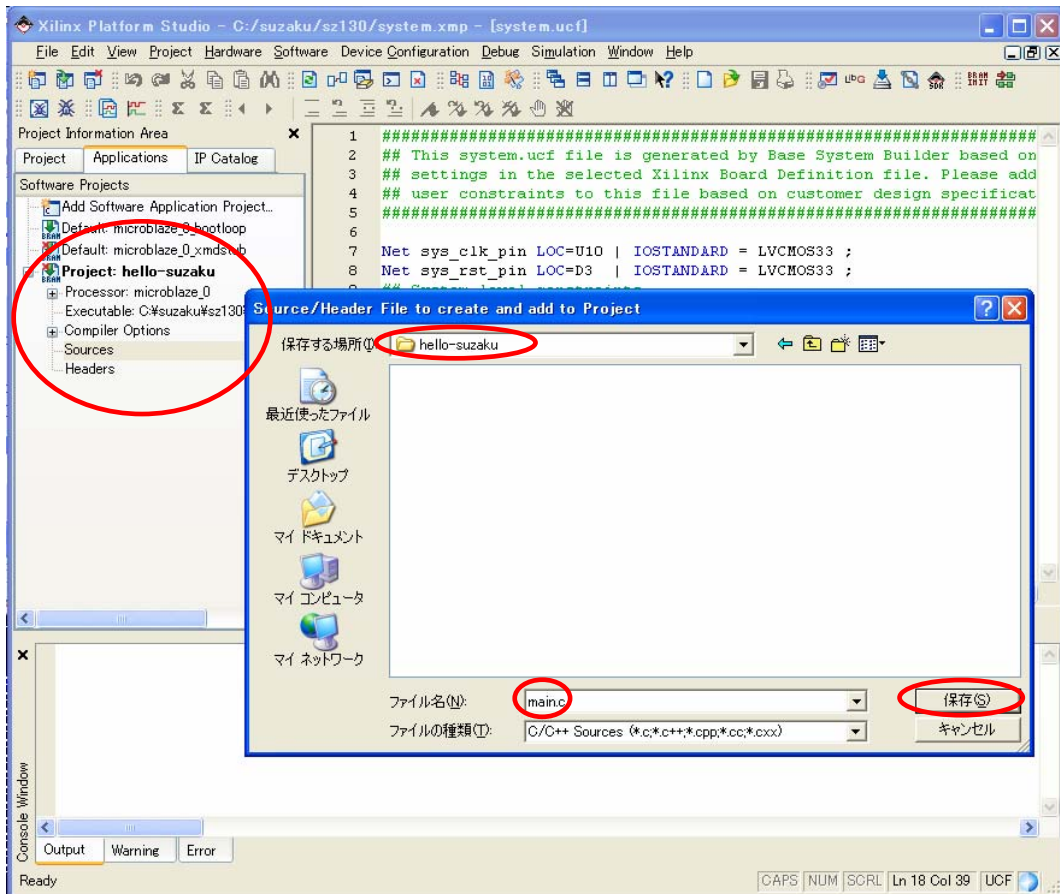 Xilinx Platform Studio - C:/suzaku/sz130/system.xmp - [system.ucf]
File Edit View Project Hardware Software Device Configuration Debug Simulation Window Help
Project Information Area
Project Applications IP Catalog
Software Projects
Add Software Application Project...
Default: microblaze_0_bootloop
Default: microblaze_0_xmdstub
Project: hello-suzaku
Processor: microblaze_0
Executable: C:¥suzaku¥sz130¥
Compiler Options
Sources
Headers
1 ################################################################
2 ## This system.ucf file is generated by Base System Builder based on
3 ## settings in the selected Xilinx Board Definition file. Please add
4 ## user constraints to this file based on customer design specificat
5 ################################################################
6
7 Net sys_clk_pin LOC=U10 | IOSTANDARD = LVCMOS33 ;
8 Net sys_rst_pin LOC=D3 | IOSTANDARD = LVCMOS33 ;
9 ## System level constraints
Source/Header File to create and add to Project
保存する場所(I): hello-suzaku
最近使ったファイル
デスクトップ
マイ ドキュメント
マイ コンピュータ
マイ ネットワーク
ファイル名(N): main.c 保存(S)
ファイルの種類(T): C/C++ Sources (*.c;*.c++;*.cpp;*.cc;*.cxx) キャンセル
Console Window
Output Warning Error
Ready CAPS NUM SCRL Ln 18 Col 39 UCF